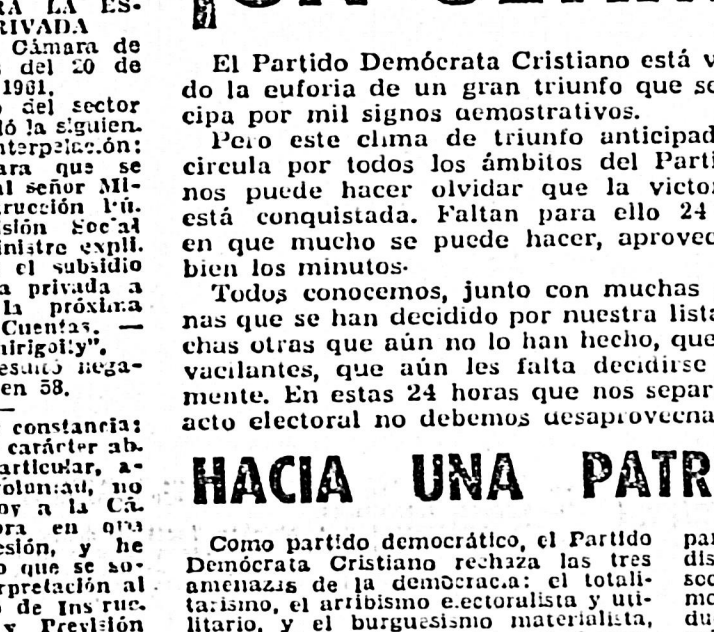 RA LA ES-
RIVADA
Cámara de
s del 20 de
1961.
o del sector
ló la siguien-
nterpelación:
ara que se
al señor Mi-
rucción Pú-
isión Social
inistro expli-
el subsidio
a privada a
la próxima
Cuentas. —
hirigoity".
resultó nega-
en 58.
constancia:
carácter ab-
articular, a-
voluntad, no
oy a la Cá-
ora en una
esión, y he
o que se so-
rpretación al
o de Instruc-
y Previsión
El Partido Demócrata Cristiano está v
do la euforia de un gran triunfo que se
cipa por mil signos demostrativos.
Pero este clima de triunfo anticipad
circula por todos los ámbitos del Parti
nos puede hacer olvidar que la victo
está conquistada. Faltan para ello 24
en que mucho se puede hacer, aprovec
bien los minutos.
Todos conocemos, junto con muchas
nas que se han decidido por nuestra lista
chas otras que aún no lo han hecho, que
vacilantes, que aún les falta decidirse
mente. En estas 24 horas que nos separ
acto electoral no debemos desaprovecha
HACIA UNA PATR
Como partido democrático, el Partido
Demócrata Cristiano rechaza las tres
amenazas de la democracia: el totali-
tarismo, el arribismo electoralista y uti-
litario, y el burguesismo materialista,
par
dis
soc
mo
du